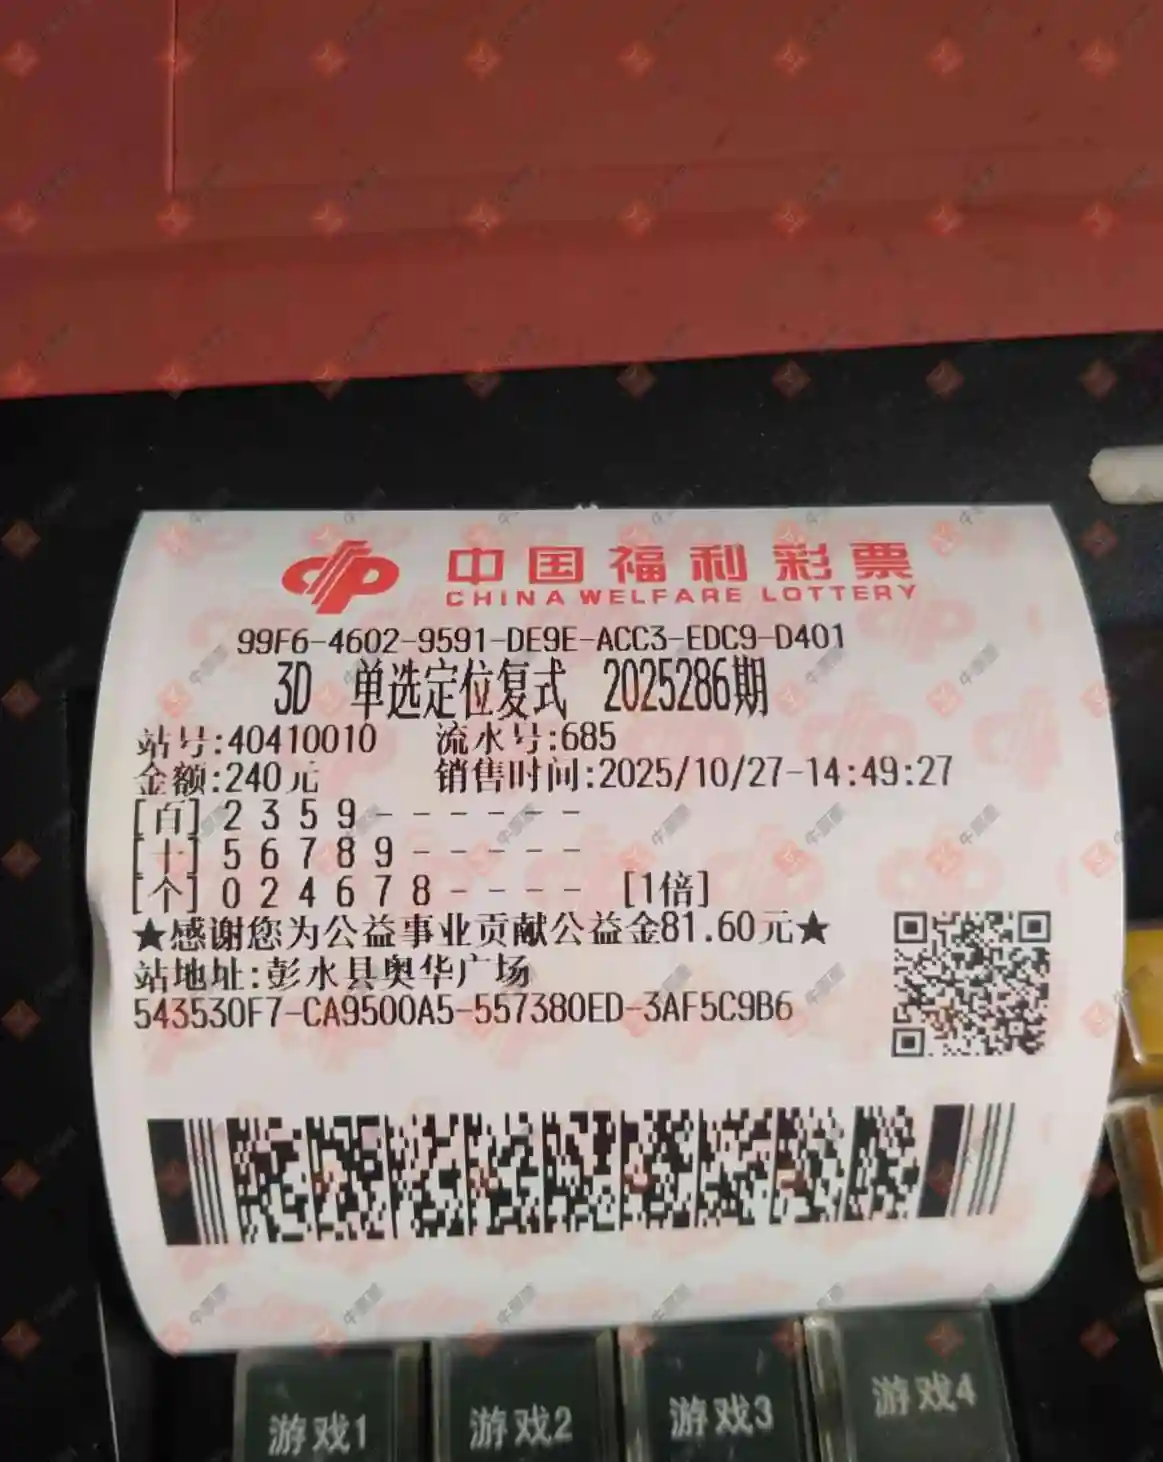 中国福利彩票
CHINA WELFARE LOTTERY
99F6-4602-9591-DE9E-ACC3-EDC9-D401
3D 单选定位复式 2025286期
站号:40410010 流水号:685
金额:240元 销售时间:2025/10/27-14:49:27
[百] 2 3 5 9 - - - - - -
[十] 5 6 7 8 9 - - - - -
[个] 0 2 4 6 7 8 - - - - [1倍]
★感谢您为公益事业贡献公益金81.60元★
站地址:彭水县奥华广场
543530F7-CA9500A5-557380ED-3AF5C9B6
游戏1 游戏2 游戏3 游戏4